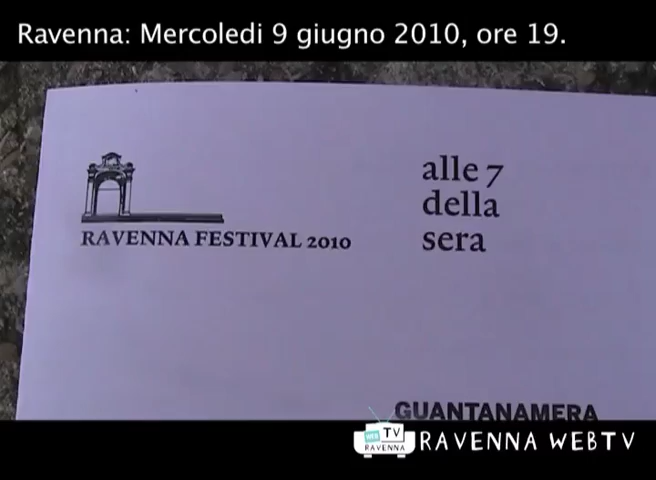 Ravenna: Mercoledi 9 giugno 2010, ore 19.
alle 7
della
sera
RAVENNA FESTIVAL 2010
GUANTANAMERA
WEB TV
RAVENNA
RAVENNA WEBTV